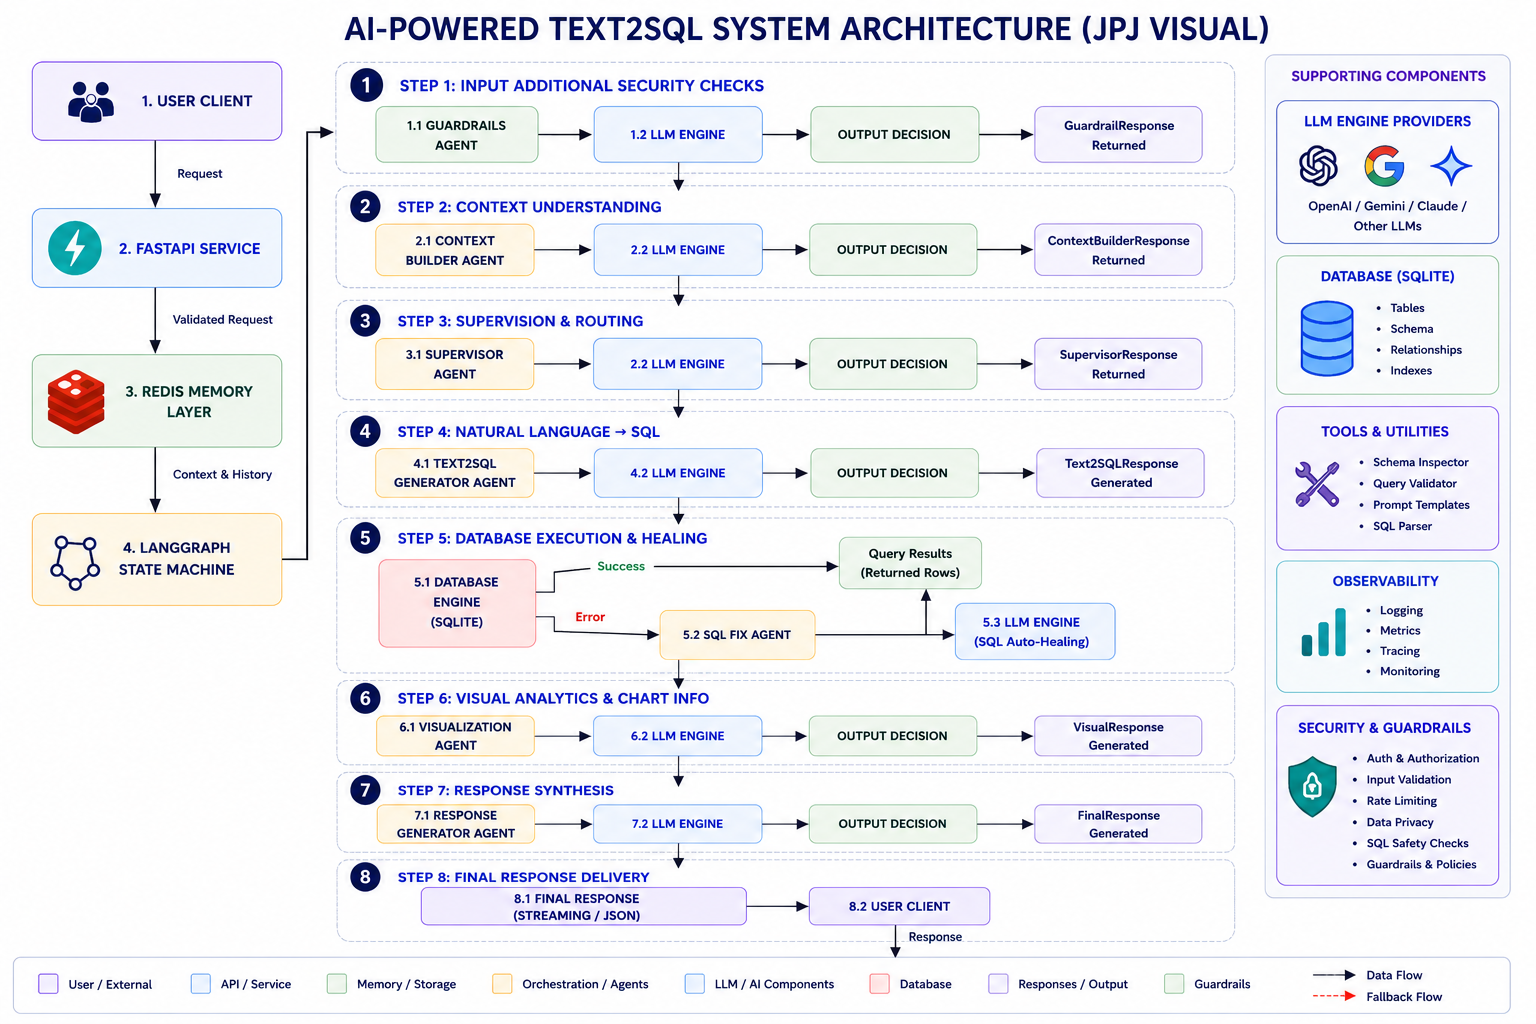 AI-POWERED TEXT2SQL SYSTEM ARCHITECTURE (JPJ VISUAL)
1. USER CLIENT
Request
2. FASTAPI SERVICE
Validated Request
3. REDIS MEMORY
LAYER
Context & History
4. LANGGRAPH
STATE MACHINE
1
STEP 1: INPUT ADDITIONAL SECURITY CHECKS
1.1 GUARDRAILS
AGENT
1.2 LLM ENGINE
OUTPUT DECISION
GuardrailResponse
Returned
2
STEP 2: CONTEXT UNDERSTANDING
2.1 CONTEXT
BUILDER AGENT
2.2 LLM ENGINE
OUTPUT DECISION
ContextBuilderResponse
Returned
3
STEP 3: SUPERVISION & ROUTING
3.1 SUPERVISOR
AGENT
2.2 LLM ENGINE
OUTPUT DECISION
SupervisorResponse
Returned
4
STEP 4: NATURAL LANGUAGE → SQL
4.1 TEXT2SQL
GENERATOR AGENT
4.2 LLM ENGINE
OUTPUT DECISION
Text2SQLResponse
Generated
5
STEP 5: DATABASE EXECUTION & HEALING
5.1 DATABASE
ENGINE
(SQLITE)
Success
Query Results
(Returned Rows)
Error
5.2 SQL FIX AGENT
5.3 LLM ENGINE
(SQL Auto-Healing)
6
STEP 6: VISUAL ANALYTICS & CHART INFO
6.1 VISUALIZATION
AGENT
6.2 LLM ENGINE
OUTPUT DECISION
VisualResponse
Generated
7
STEP 7: RESPONSE SYNTHESIS
7.1 RESPONSE
GENERATOR AGENT
7.2 LLM ENGINE
OUTPUT DECISION
FinalResponse
Generated
8
STEP 8: FINAL RESPONSE DELIVERY
8.1 FINAL RESPONSE
(STREAMING / JSON)
8.2 USER CLIENT
Response
SUPPORTING COMPONENTS
LLM ENGINE PROVIDERS
OpenAI / Gemini / Claude /
Other LLMs
DATABASE (SQLITE)
• Tables
• Schema
• Relationships
• Indexes
TOOLS & UTILITIES
• Schema Inspector
• Query Validator
• Prompt Templates
• SQL Parser
OBSERVABILITY
• Logging
• Metrics
• Tracing
• Monitoring
SECURITY & GUARDRAILS
• Auth & Authorization
• Input Validation
• Rate Limiting
• Data Privacy
• SQL Safety Checks
• Guardrails & Policies
User / External
API / Service
Memory / Storage
Orchestration / Agents
LLM / AI Components
Database
Responses / Output
Guardrails
Data Flow
Fallback Flow